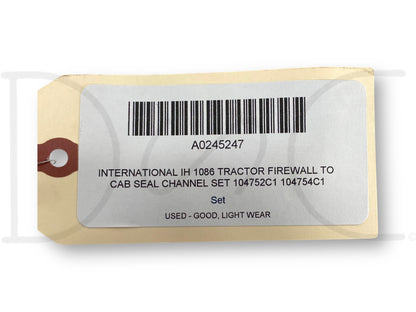 A0245247
INTERNATIONAL IH 1086 TRACTOR FIREWALL TO
CAB SEAL CHANNEL SET 104752C1 104754C1
Set
USED - GOOD, LIGHT WEAR